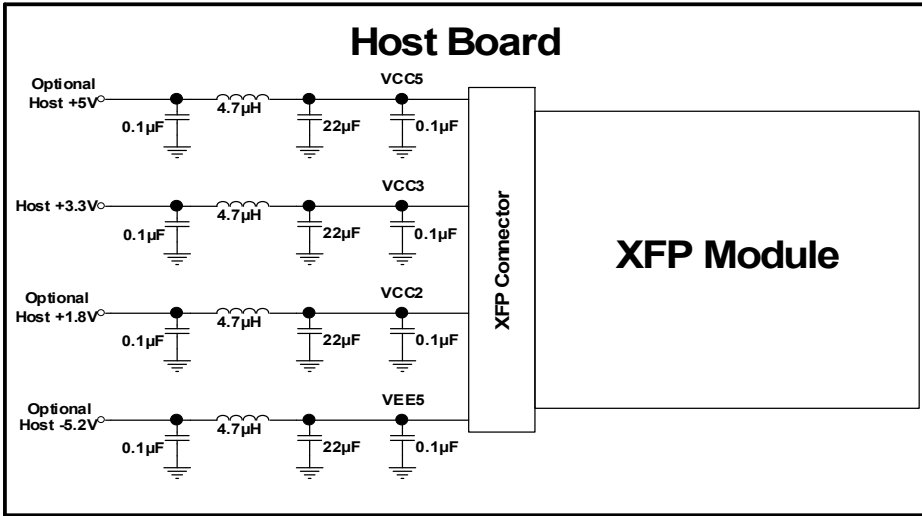 Host Board
Optional
Host +5V
0.1µF
4.7µH
22µF
VCC5
0.1µF
Host +3.3V
0.1µF
4.7µH
22µF
VCC3
0.1µF
Optional
Host +1.8V
0.1µF
4.7µH
22µF
VCC2
0.1µF
Optional
Host -5.2V
0.1µF
4.7µH
22µF
VEE5
0.1µF
XFP Connector
XFP Module